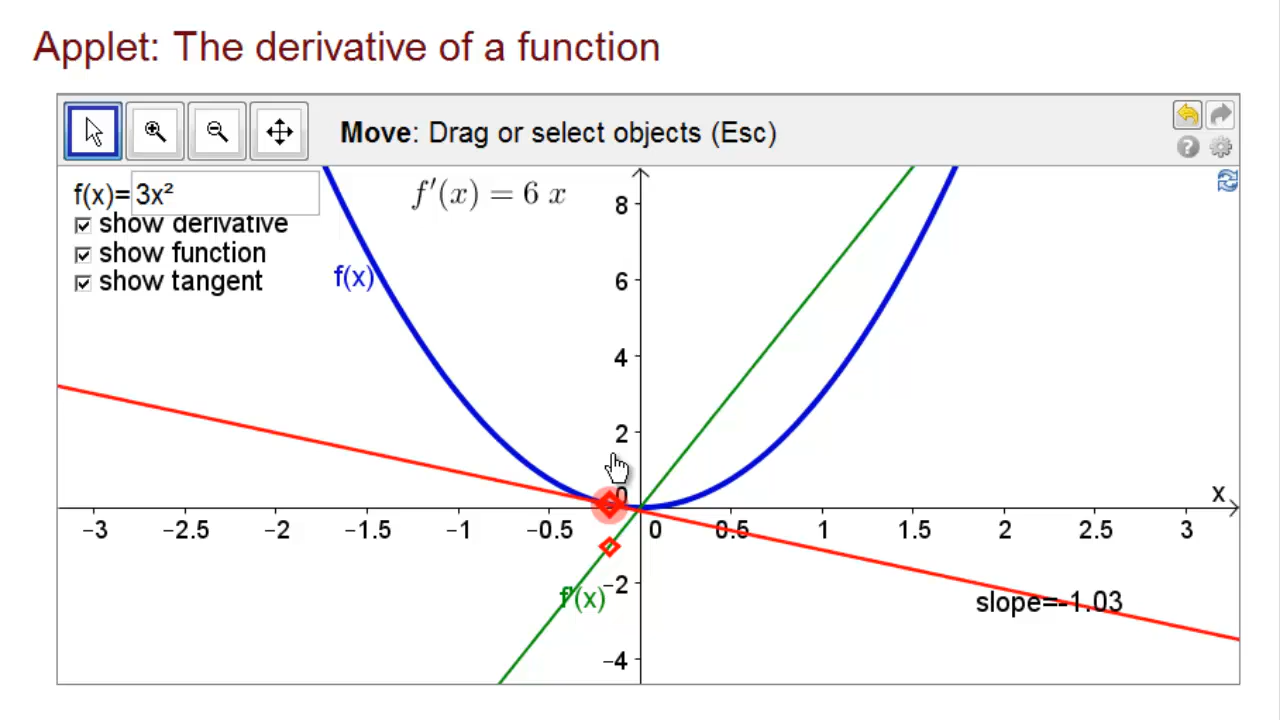 Applet: The derivative of a function
Move: Drag or select objects (Esc)
f(x)= 3x²
f′(x) = 6 x
show derivative
show function
show tangent
f(x)
8
6
4
2
0
x
−3 −2.5 −2 −1.5 −1 −0.5 0 0.5 1 1.5 2 2.5 3
−2
f'(x)
slope=-1.03
−4